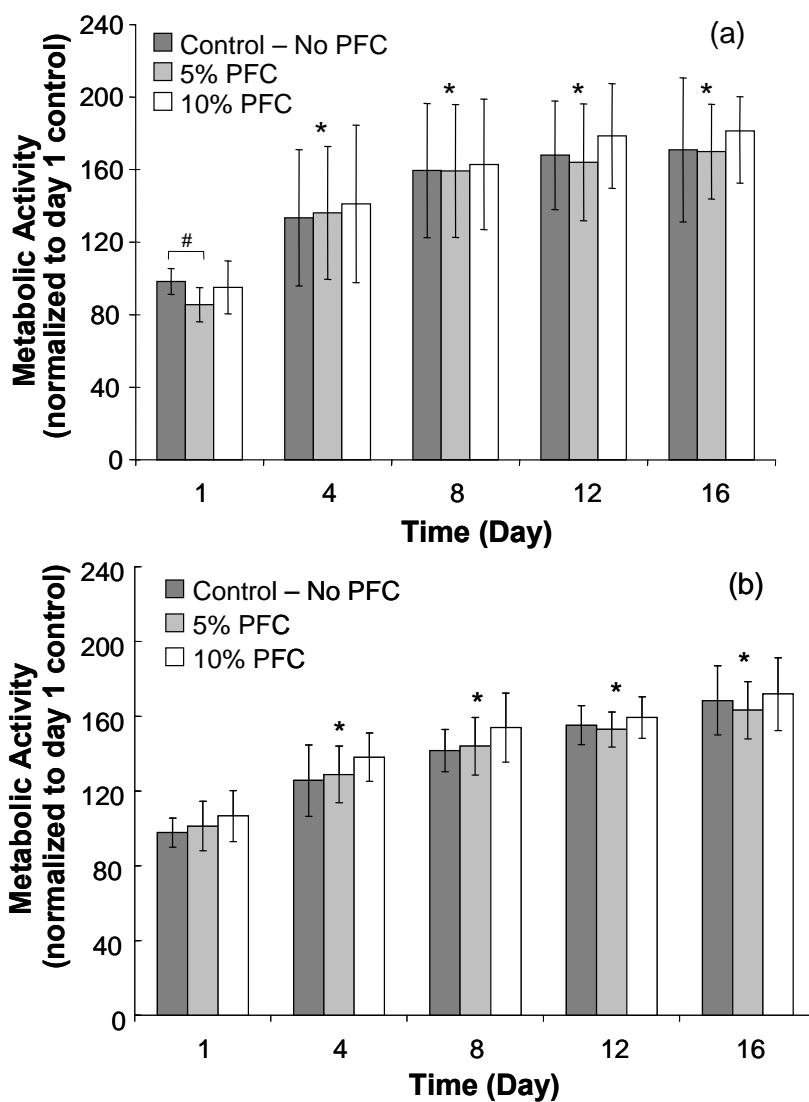 240
200
160
120
80
40
0
Metabolic Activity
(normalized to day 1 control)
(a)
Control – No PFC
5% PFC
10% PFC
#
*
*
*
*
1 4 8 12 16
Time (Day)
240
200
160
120
80
40
0
Metabolic Activity
(normalized to day 1 control)
(b)
Control – No PFC
5% PFC
10% PFC
*
*
*
*
1 4 8 12 16
Time (Day)